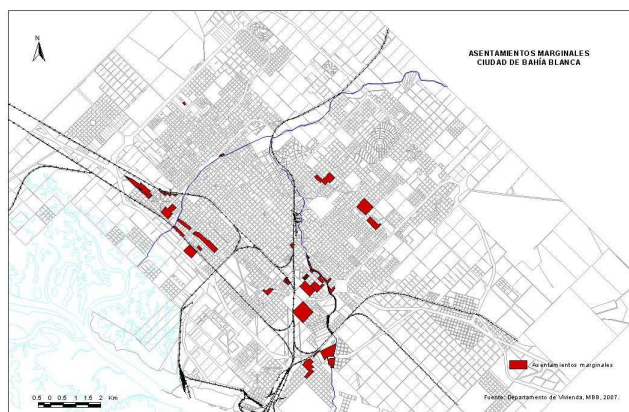 N
ASENTAMIENTOS MARGINALES
CIUDAD DE BAHÍA BLANCA
Asentamientos marginales
0.5 0 0.5 1 1.5 2 Km
Fuente: Departamento de Vivienda, MBB, 2007.